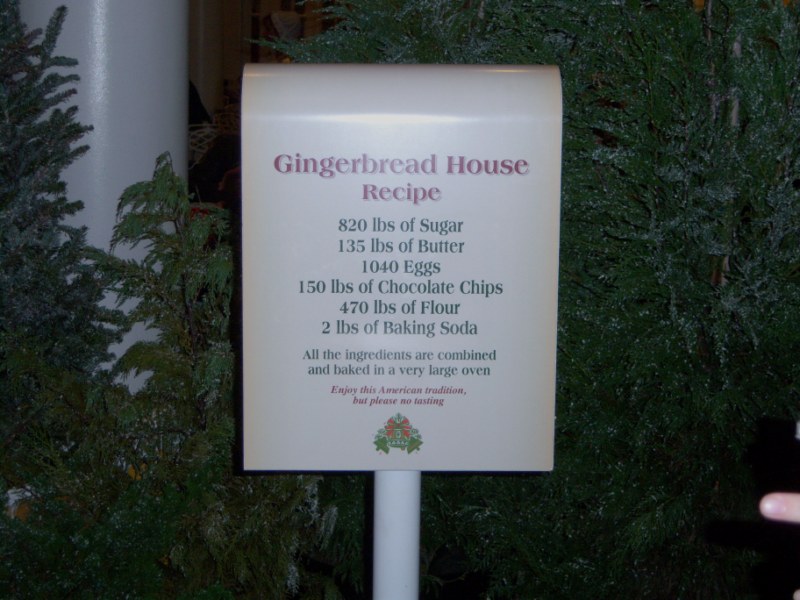 Gingerbread House
Recipe
820 lbs of Sugar
135 lbs of Butter
1040 Eggs
150 lbs of Chocolate Chips
470 lbs of Flour
2 lbs of Baking Soda
All the ingredients are combined
and baked in a very large oven
Enjoy this American tradition,
but please no tasting